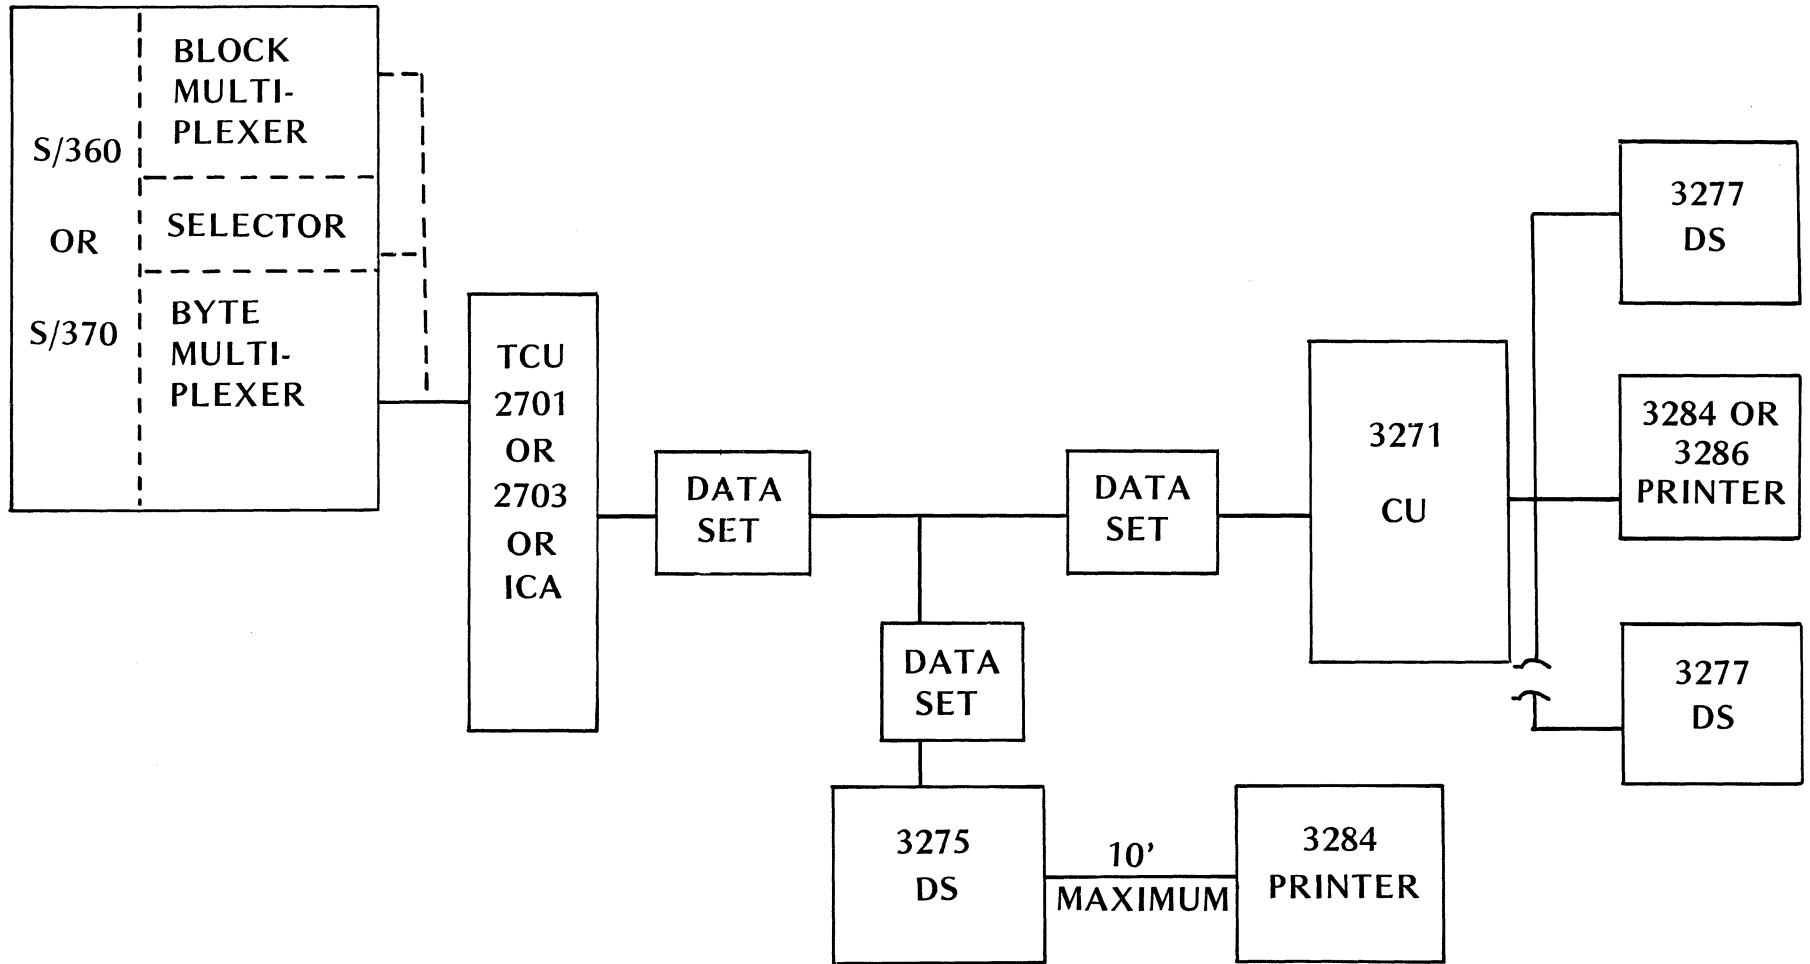 S/360
OR
S/370
BLOCK
MULTI-
PLEXER
SELECTOR
BYTE
MULTI-
PLEXER
TCU
2701
OR
2703
OR
ICA
DATA
SET
DATA
SET
DATA
SET
3271
CU
3277
DS
3284 OR
3286
PRINTER
3277
DS
3275
DS
10'
MAXIMUM
3284
PRINTER